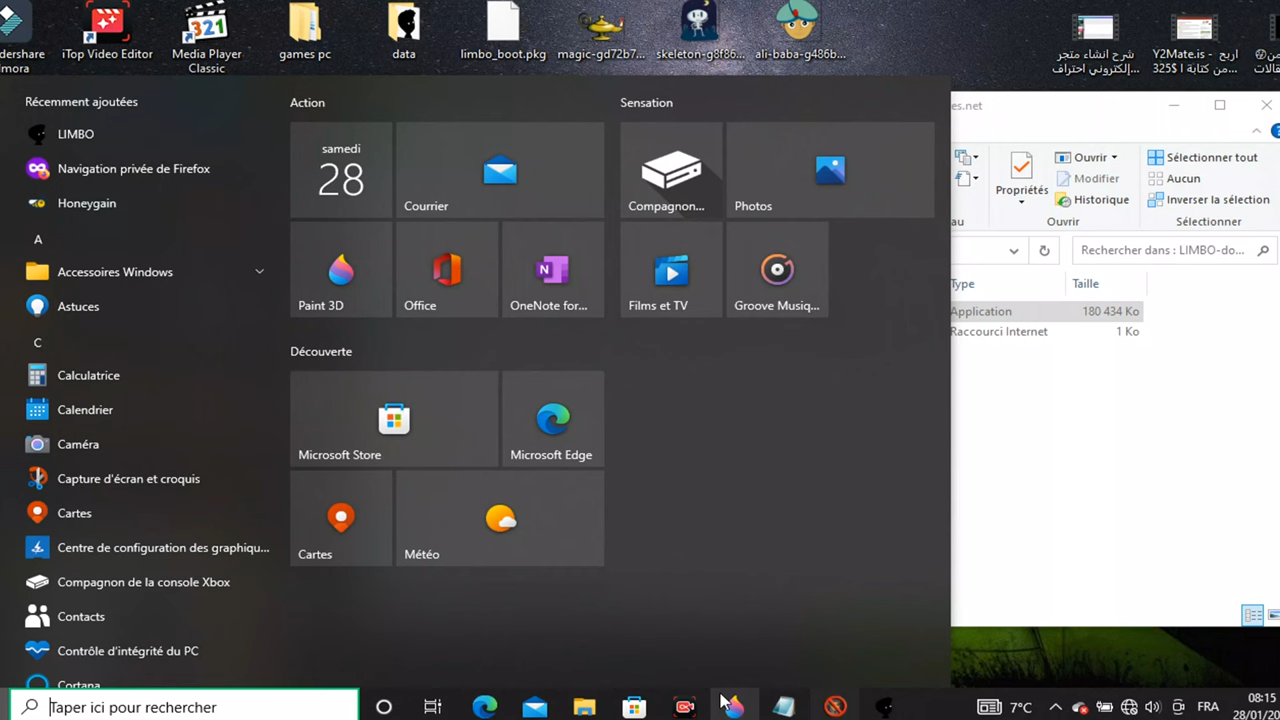 dershare
mora
iTop Video Editor
Media Player
Classic
games pc
data
limbo_boot.pkg
magic-gd72b7...
skeleton-g8f86...
ali-baba-g486b...
شرح انشاء متجر
إلكتروني احتراف...
Y2Mate.is - اربح
325$ من كتابة ا...
Récemment ajoutées
LIMBO
Navigation privée de Firefox
Honeygain
A
Accessoires Windows
Astuces
C
Calculatrice
Calendrier
Caméra
Capture d'écran et croquis
Cartes
Centre de configuration des graphiqu...
Compagnon de la console Xbox
Contacts
Contrôle d'intégrité du PC
Cortana
Action
samedi
28
Courrier
Paint 3D
Office
OneNote for...
Découverte
Microsoft Store
Microsoft Edge
Cartes
Météo
Sensation
Compagnon...
Photos
Films et TV
Groove Musiq...
es.net
Propriétés
Ouvrir
Modifier
Historique
Sélectionner tout
Aucun
Inverser la sélection
au
Ouvrir
Sélectionner
Rechercher dans : LIMBO-do...
Type
Taille
Application
180 434 Ko
Raccourci Internet
1 Ko
Taper ici pour rechercher
7°C
FRA
08:15
28/01/20